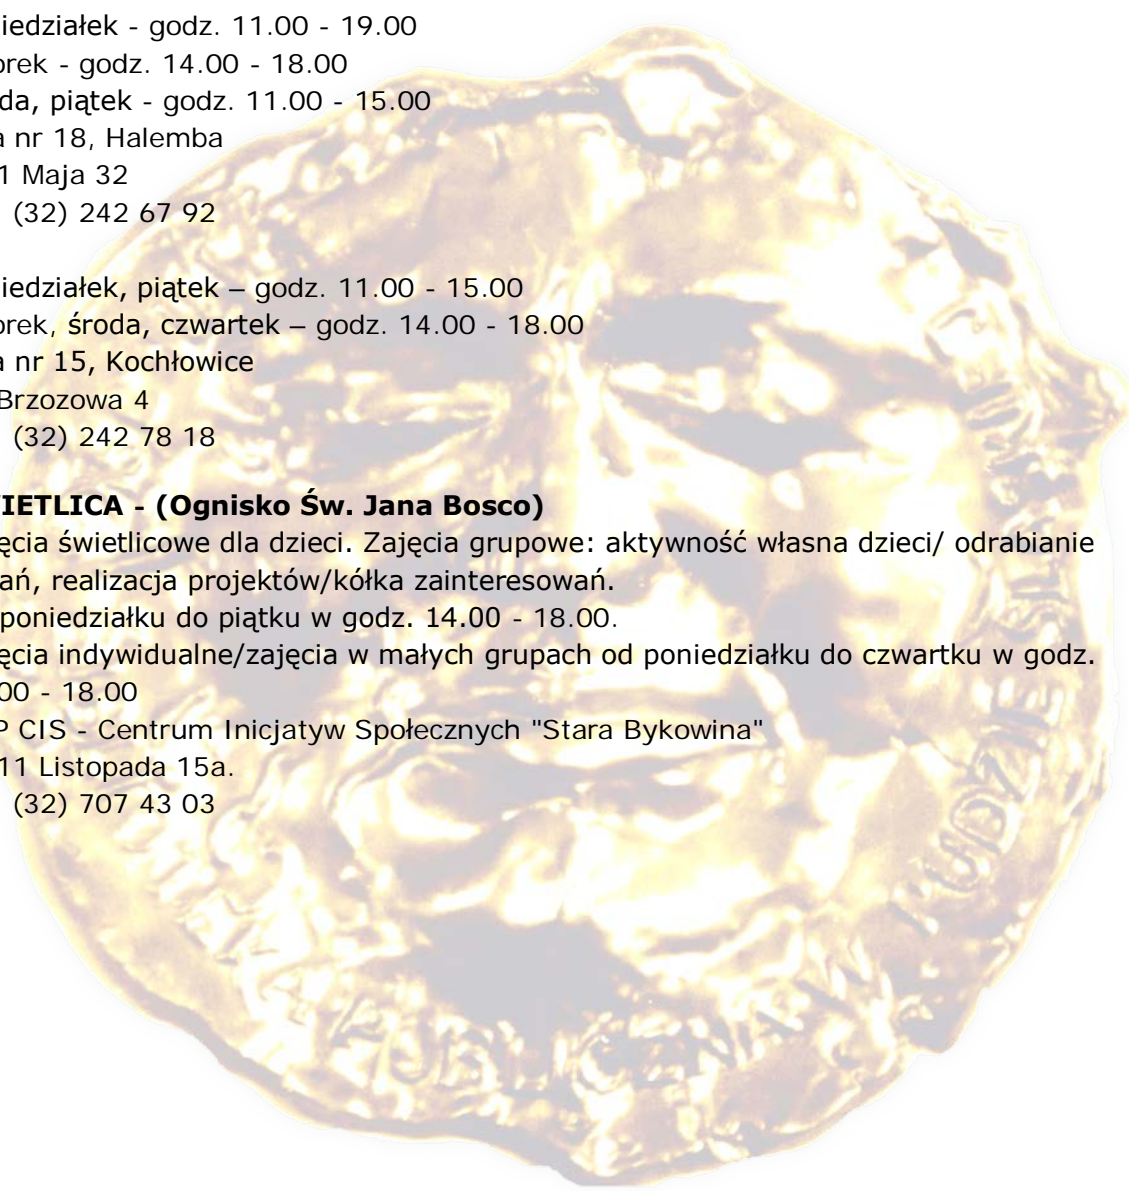 iedziałek - godz. 11.00 - 19.00
orek - godz. 14.00 - 18.00
da, piątek - godz. 11.00 - 15.00
a nr 18, Halemba
1 Maja 32
(32) 242 67 92
iedziałek, piątek – godz. 11.00 - 15.00
orek, środa, czwartek – godz. 14.00 - 18.00
a nr 15, Kochłowice
Brzozowa 4
(32) 242 78 18
IETLICA - (Ognisko Św. Jana Bosco)
ęcia świetlicowe dla dzieci. Zajęcia grupowe: aktywność własna dzieci/ odrabianie
ań, realizacja projektów/kółka zainteresowań.
poniedziałku do piątku w godz. 14.00 - 18.00.
ęcia indywidualne/zajęcia w małych grupach od poniedziałku do czwartku w godz.
00 - 18.00
P CIS - Centrum Inicjatyw Społecznych "Stara Bykowina"
11 Listopada 15a.
(32) 707 43 03